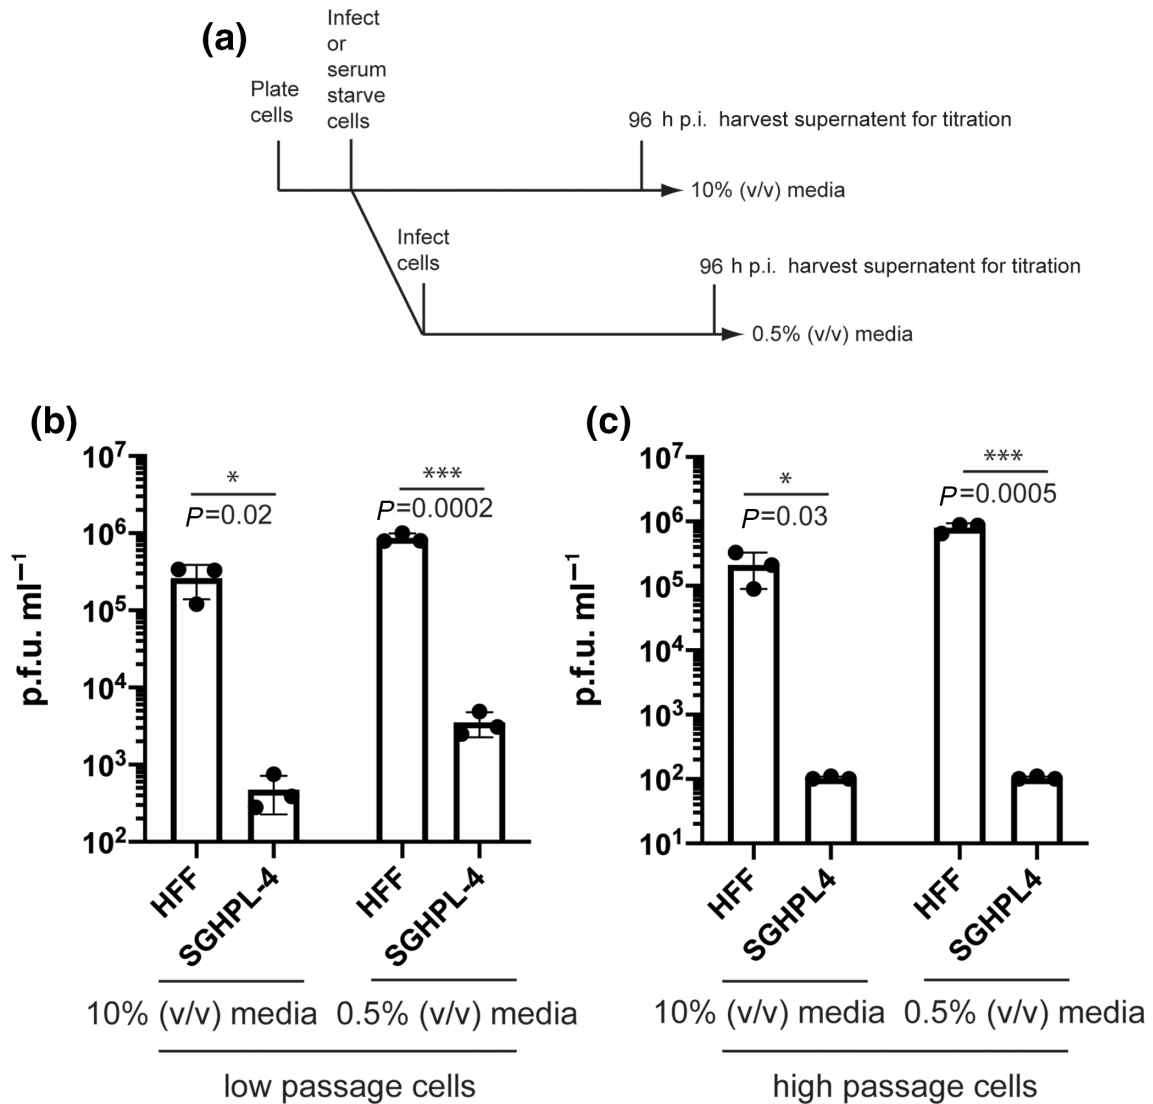 (a)
Infect
or
serum
starve
cells
Plate
cells
96 h p.i. harvest supernatent for titration
10% (v/v) media
Infect
cells
96 h p.i. harvest supernatent for titration
0.5% (v/v) media
(b)
p.f.u. ml⁻¹
10⁷
10⁶
10⁵
10⁴
10³
10²
*
P=0.02
***
P=0.0002
HFF
SGHPL-4
HFF
SGHPL-4
10% (v/v) media
0.5% (v/v) media
low passage cells
(c)
p.f.u. ml⁻¹
10⁷
10⁶
10⁵
10⁴
10³
10²
10¹
*
P=0.03
***
P=0.0005
HFF
SGHPL4
HFF
SGHPL4
10% (v/v) media
0.5% (v/v) media
high passage cells